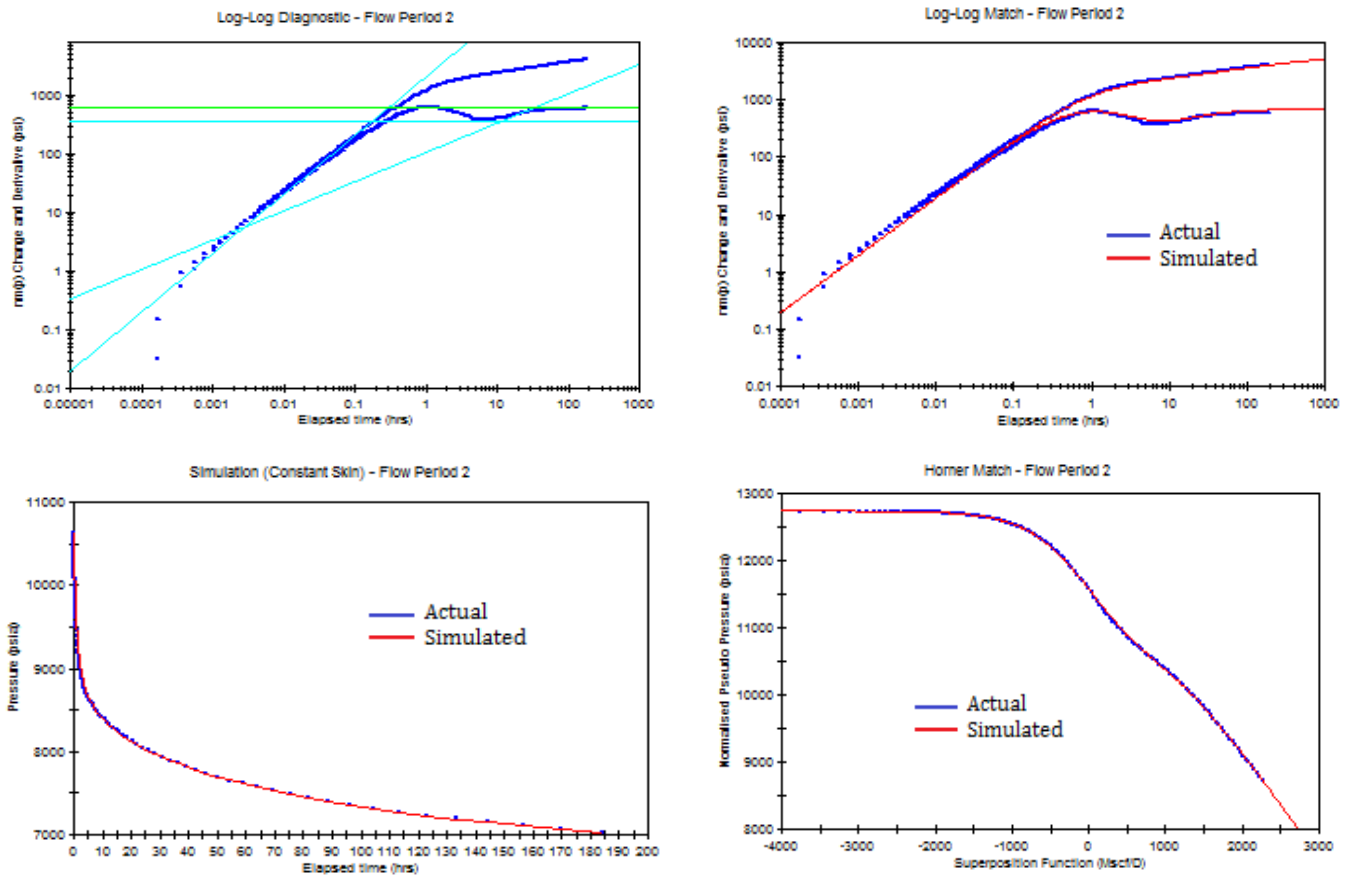 Log-Log Diagnostic - Flow Period 2
nm(p) Change and Derivative (psi)
1000
100
10
1
0.1
0.01
0.00001 0.0001 0.001 0.01 0.1 1 10 100 1000
Elapsed time (hrs)
Log-Log Match - Flow Period 2
nm(p) Change and Derivative (psi)
10000
1000
100
10
1
0.1
0.01
Actual
Simulated
0.0001 0.001 0.01 0.1 1 10 100 1000
Elapsed time (hrs)
Simulation (Constant Skin) - Flow Period 2
Pressure (psia)
11000
10000
9000
8000
7000
Actual
Simulated
0 10 20 30 40 50 60 70 80 90 100 110 120 130 140 150 160 170 180 190 200
Elapsed time (hrs)
Horner Match - Flow Period 2
Normalised Pseudo Pressure (psia)
13000
12000
11000
10000
9000
8000
Actual
Simulated
-4000 -3000 -2000 -1000 0 1000 2000 3000
Superposition Function (Mscf/D)